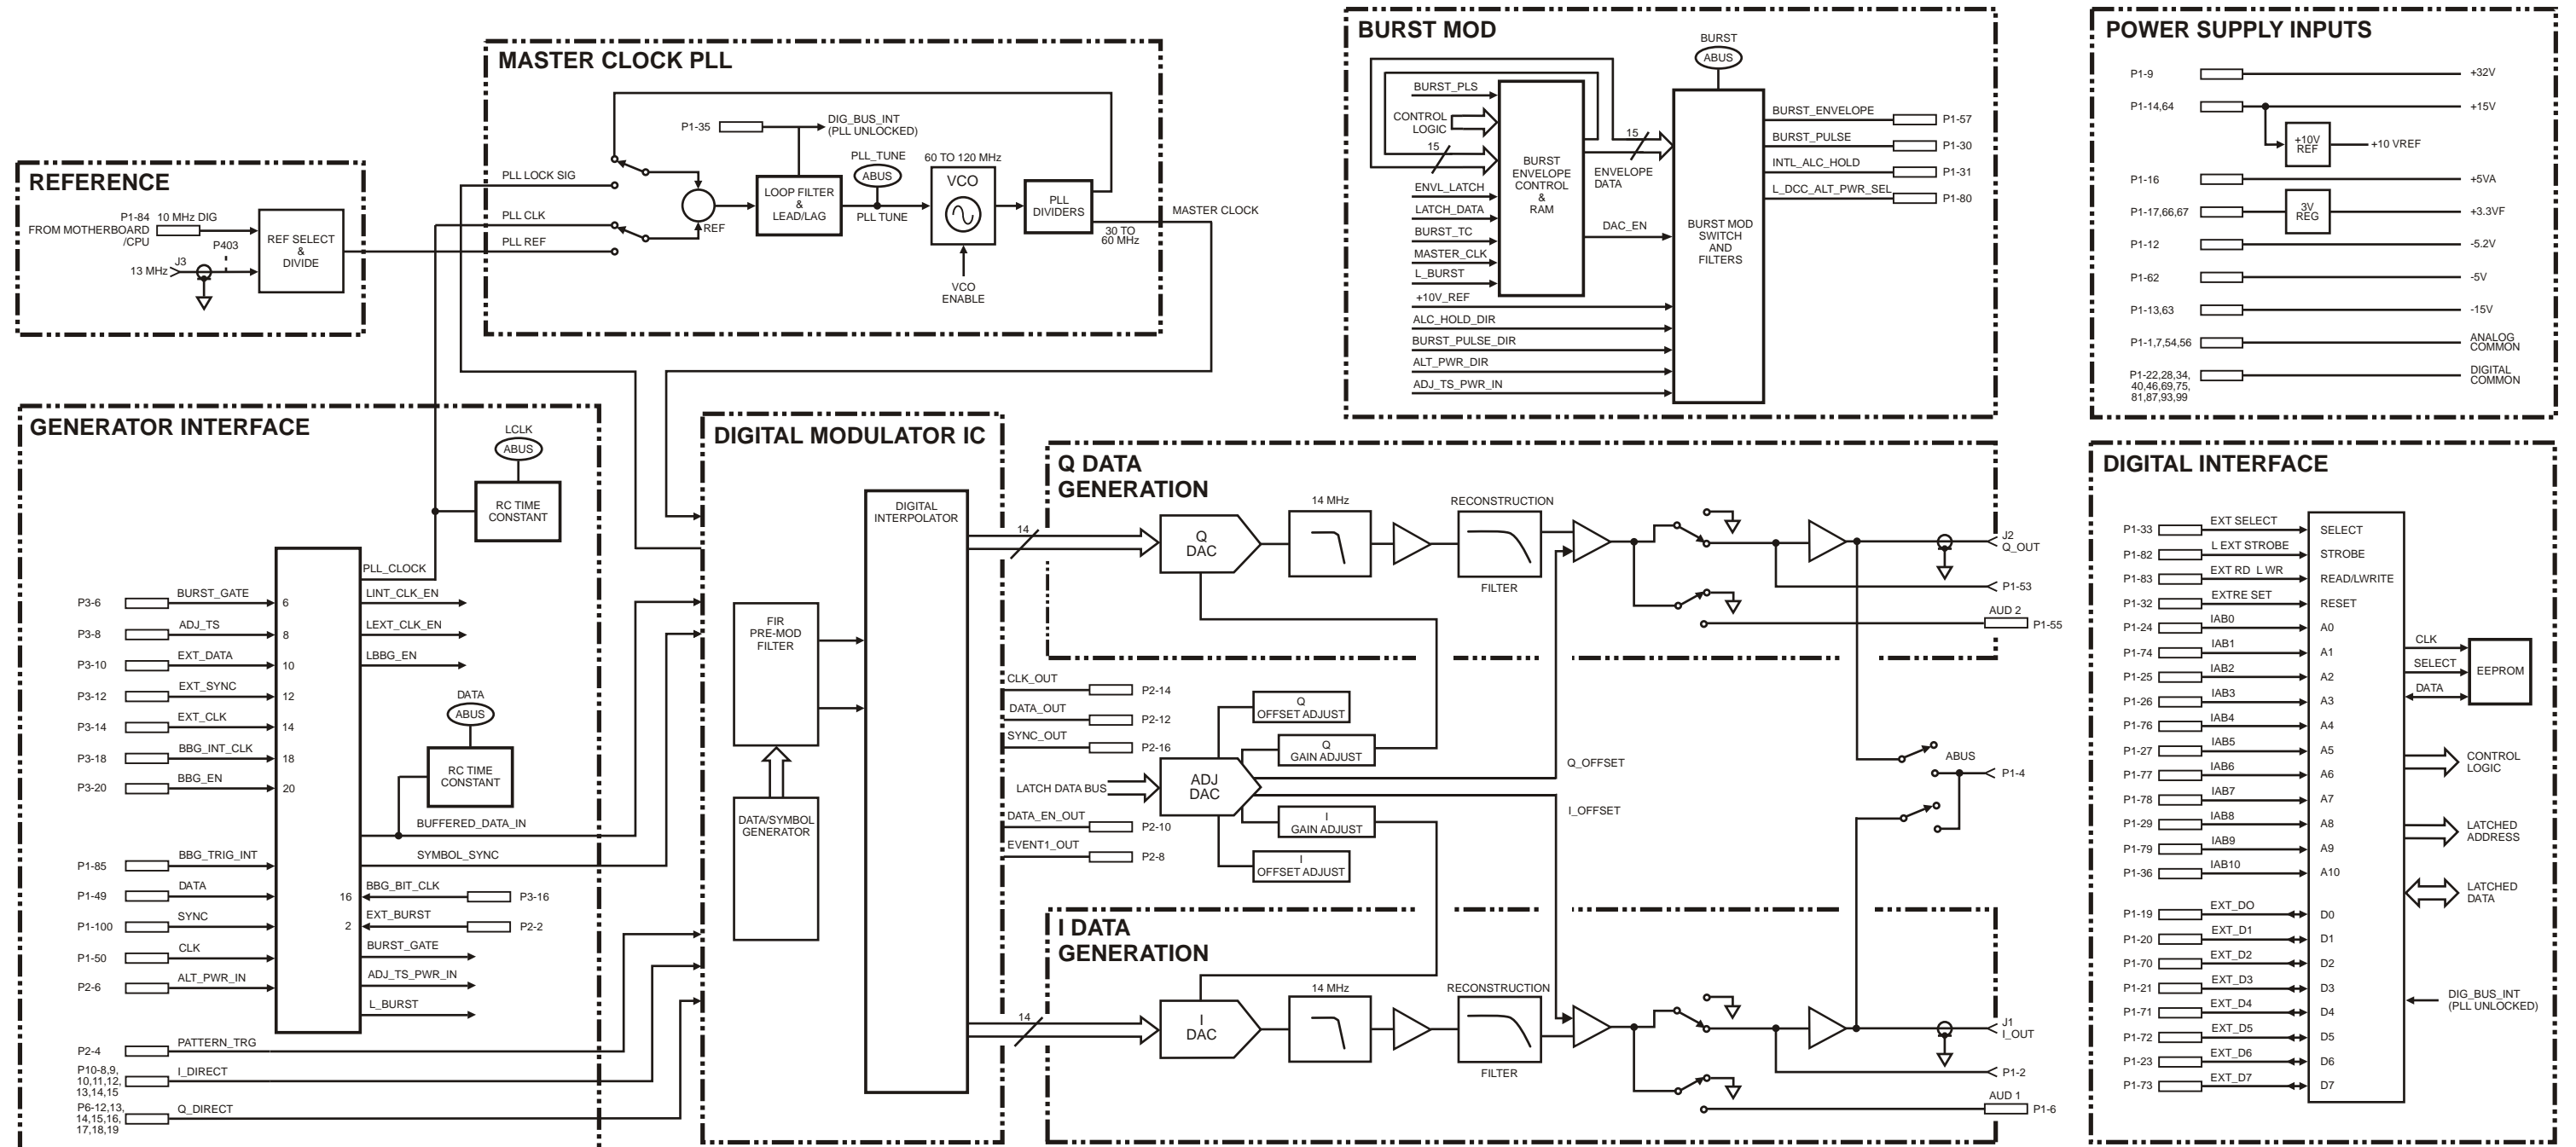 REFERENCE
P1-84
10 MHz DIG
FROM MOTHERBOARD
/CPU
P403
J3
13 MHz
REF SELECT
&
DIVIDE
MASTER CLOCK PLL
P1-35
DIG_BUS_INT
(PLL UNLOCKED)
PLL LOCK SIG
PLL CLK
PLL REF
REF
LOOP FILTER
&
LEAD/LAG
PLL_TUNE
ABUS
PLL TUNE
60 TO 120 MHz
VCO
VCO
ENABLE
PLL
DIVIDERS
30 TO
60 MHz
MASTER CLOCK
BURST MOD
BURST
ABUS
BURST_PLS
CONTROL
LOGIC
15
ENVL_LATCH
LATCH_DATA
BURST_TC
MASTER_CLK
L_BURST
+10V_REF
ALC_HOLD_DIR
BURST_PULSE_DIR
ALT_PWR_DIR
ADJ_TS_PWR_IN
BURST
ENVELOPE
CONTROL
&
RAM
15
ENVELOPE
DATA
DAC_EN
BURST MOD
SWITCH
AND
FILTERS
BURST_ENVELOPE
P1-57
BURST_PULSE
P1-30
INTL_ALC_HOLD
P1-31
L_DCC_ALT_PWR_SEL
P1-80
POWER SUPPLY INPUTS
P1-9
+32V
P1-14,64
+15V
+10V
REF
+10 VREF
P1-16
+5VA
P1-17,66,67
3V
REG
+3.3VF
P1-12
-5.2V
P1-62
-5V
P1-13,63
-15V
P1-1,7,54,56
ANALOG
COMMON
P1-22,28,34,
40,46,69,75,
81,87,93,99
DIGITAL
COMMON
GENERATOR INTERFACE
LCLK
ABUS
RC TIME
CONSTANT
PLL_CLOCK
P3-6
BURST_GATE
6
LINT_CLK_EN
P3-8
ADJ_TS
8
LEXT_CLK_EN
P3-10
EXT_DATA
10
LBBG_EN
P3-12
EXT_SYNC
12
P3-14
EXT_CLK
14
P3-18
BBG_INT_CLK
18
P3-20
BBG_EN
20
DATA
ABUS
RC TIME
CONSTANT
BUFFERED_DATA_IN
P1-85
BBG_TRIG_INT
SYMBOL_SYNC
P1-49
DATA
16
BBG_BIT_CLK
P3-16
P1-100
SYNC
2
EXT_BURST
P2-2
P1-50
CLK
BURST_GATE
P2-6
ALT_PWR_IN
ADJ_TS_PWR_IN
L_BURST
P2-4
PATTERN_TRG
P10-8,9,
10,11,12,
13,14,15
I_DIRECT
P6-12,13,
14,15,16,
17,18,19
Q_DIRECT
DIGITAL MODULATOR IC
DIGITAL
INTERPOLATOR
FIR
PRE-MOD
FILTER
DATA/SYMBOL
GENERATOR
CLK_OUT
P2-14
DATA_OUT
P2-12
SYNC_OUT
P2-16
LATCH DATA BUS
DATA_EN_OUT
P2-10
EVENT1_OUT
P2-8
ADJ
DAC
Q
OFFSET ADJUST
Q
GAIN ADJUST
I
GAIN ADJUST
I
OFFSET ADJUST
Q_OFFSET
I_OFFSET
ABUS
P1-4
Q DATA
GENERATION
14
Q
DAC
14 MHz
RECONSTRUCTION
FILTER
J2
Q_OUT
P1-53
AUD 2
P1-55
I DATA
GENERATION
14
I
DAC
14 MHz
RECONSTRUCTION
FILTER
J1
I_OUT
P1-2
AUD 1
P1-6
DIGITAL INTERFACE
P1-33
EXT SELECT
SELECT
P1-82
L EXT STROBE
STROBE
P1-83
EXT RD L WR
READ/LWRITE
P1-32
EXTRE SET
RESET
P1-24
IAB0
A0
P1-74
IAB1
A1
P1-25
IAB2
A2
P1-26
IAB3
A3
P1-76
IAB4
A4
P1-27
IAB5
A5
P1-77
IAB6
A6
P1-78
IAB7
A7
P1-29
IAB8
A8
P1-79
IAB9
A9
P1-36
IAB10
A10
P1-19
EXT_DO
D0
P1-20
EXT_D1
D1
P1-70
EXT_D2
D2
P1-21
EXT_D3
D3
P1-71
EXT_D4
D4
P1-72
EXT_D5
D5
P1-23
EXT_D6
D6
P1-73
EXT_D7
D7
CLK
SELECT
DATA
EEPROM
CONTROL
LOGIC
LATCHED
ADDRESS
LATCHED
DATA
DIG_BUS_INT
(PLL UNLOCKED)